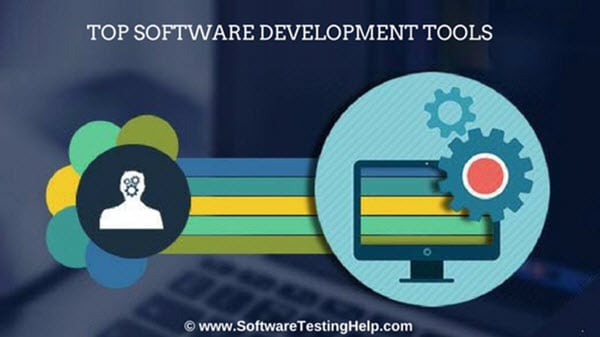 TOP SOFTWARE DEVELOPMENT TOOLS
© www.SoftwareTestingHelp.com